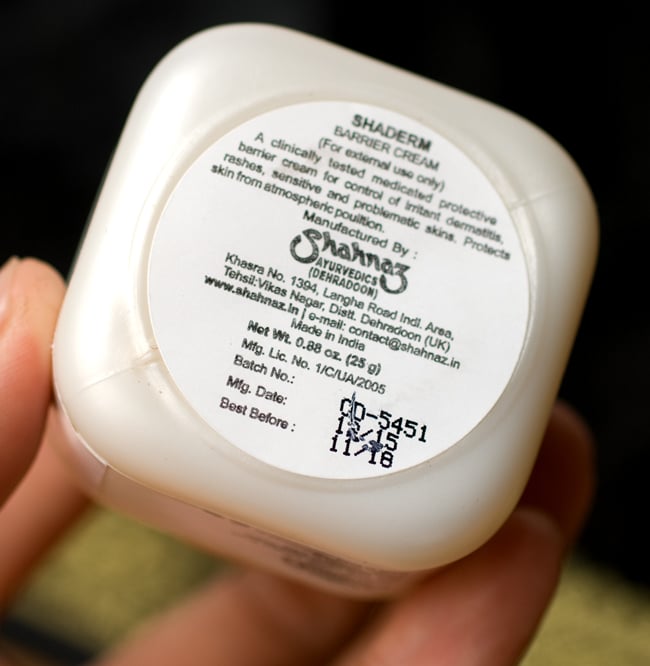 SHADERM
BARRIER CREAM
(For external use only)
A clinically tested medicated protective
barrier cream for control of irritant dermatitis,
rashes, sensitive and problematic skins. Protects
skin from atmospheric poulltion.
Manufactured By :
Shahnaz
AYURVEDICS
(DEHRADOON)
Khasra No. 1394, Langha Road Indl. Area,
Tehsil:Vikas Nagar, Distt. Dehradoon (UK)
www.shahnaz.in | e-mail: contact@shahnaz.in
Made in India
Net Wt. 0.88 oz. (25 g)
Mfg. Lic. No. 1/C/UA/2005
Batch No.: -5451
Mfg. Date: /15
Best Before : 11/18